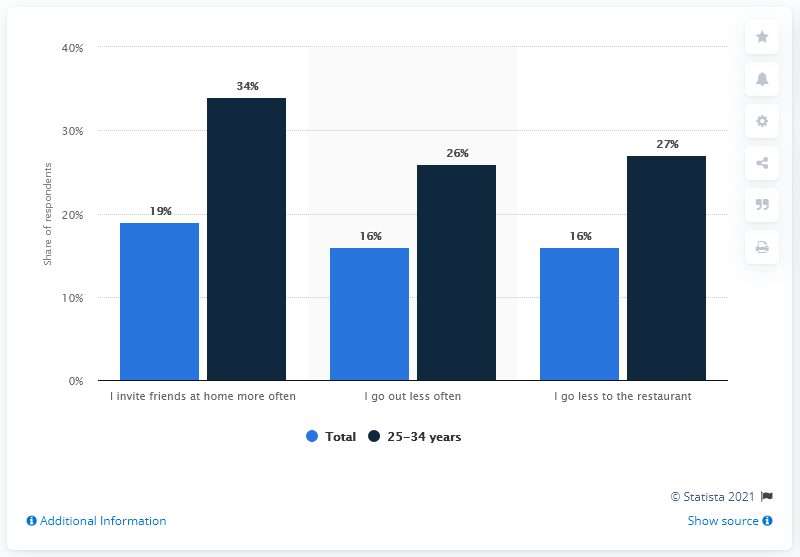 40%
34%
30%
27%
26%
Share of respondents
19%
20%
16%
16%
10%
0%
I invite friends at home more often
I go out less often
I go less to the restaurant
Total
25-34 years
© Statista 2021
Additional Information
Show source